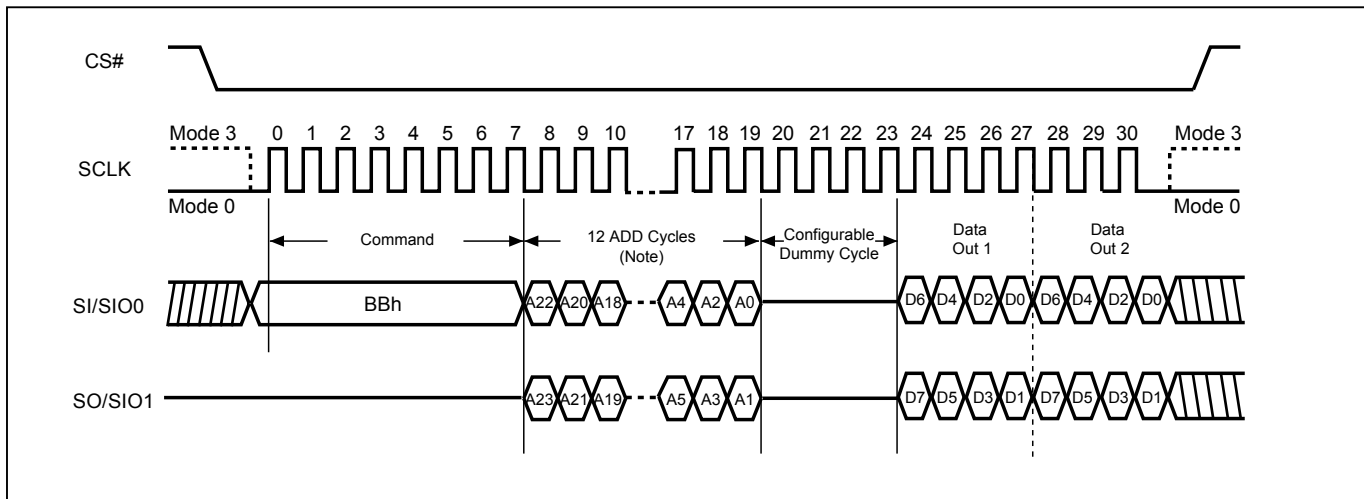 CS#
Mode 3 0 1 2 3 4 5 6 7 8 9 10 17 18 19 20 21 22 23 24 25 26 27 28 29 30 Mode 3
SCLK
Mode 0 Mode 0
Command 12 ADD Cycles (Note) Configurable Dummy Cycle Data Out 1 Data Out 2
SI/SIO0 BBh A22 A20 A18 A4 A2 A0 D6 D4 D2 D0 D6 D4 D2 D0
SO/SIO1 A23 A21 A19 A5 A3 A1 D7 D5 D3 D1 D7 D5 D3 D1